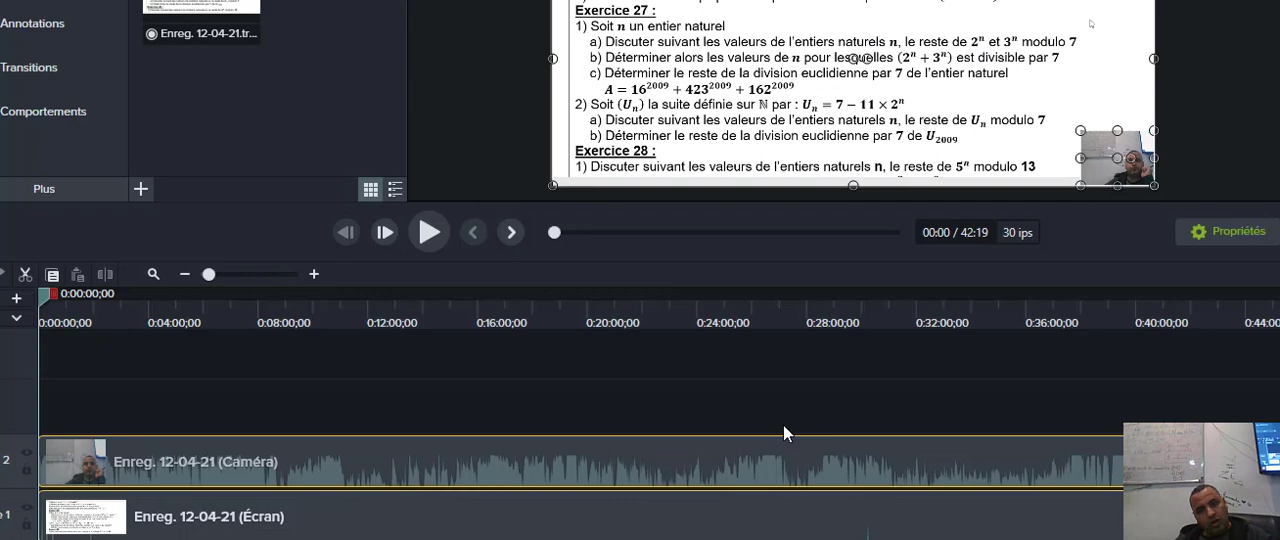 Annotations
Transitions
Comportements
Plus
Enreg. 12-04-21.tr...
Exercice 27 :
1) Soit n un entier naturel
a) Discuter suivant les valeurs de l'entiers naturels n, le reste de 2ⁿ et 3ⁿ modulo 7
b) Déterminer alors les valeurs de n pour lesquelles (2ⁿ + 3ⁿ) est divisible par 7
c) Déterminer le reste de la division euclidienne par 7 de l'entier naturel
A = 16²⁰⁰⁹ + 423²⁰⁰⁹ + 162²⁰⁰⁹
2) Soit (Uₙ) la suite définie sur ℕ par : Uₙ = 7 − 11 × 2ⁿ
a) Discuter suivant les valeurs de l'entiers naturels n, le reste de Uₙ modulo 7
b) Déterminer le reste de la division euclidienne par 7 de U₂₀₀₉
Exercice 28 :
1) Discuter suivant les valeurs de l'entiers naturels n, le reste de 5ⁿ modulo 13
00:00 / 42:19 30 ips
Propriétés
0:00:00;00
0:00:00;00 0:04:00;00 0:08:00;00 0:12:00;00 0:16:00;00 0:20:00;00 0:24:00;00 0:28:00;00 0:32:00;00 0:36:00;00 0:40:00;00 0:44:00
2 Enreg. 12-04-21 (Caméra)
1 Enreg. 12-04-21 (Écran)